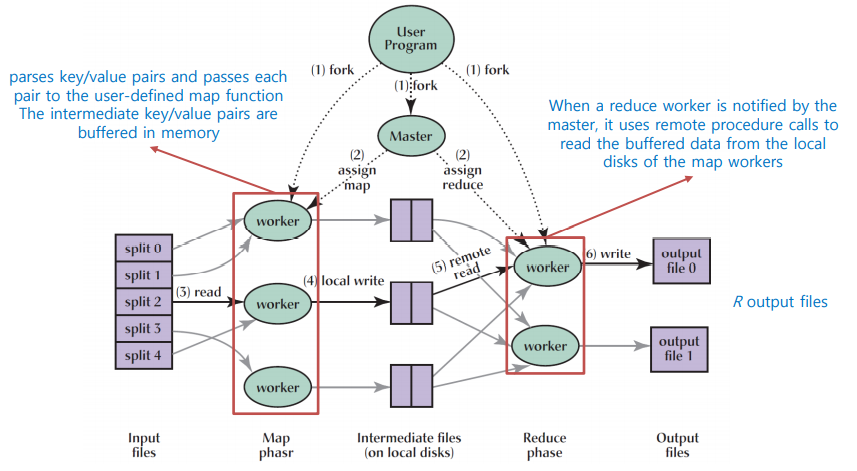 User
Program
(1) fork
(1) fork
(1) fork
parses key/value pairs and passes each
pair to the user-defined map function
The intermediate key/value pairs are
buffered in memory
When a reduce worker is notified by the
master, it uses remote procedure calls to
read the buffered data from the local
disks of the map workers
Master
(2)
assign
map
(2)
assign
reduce
worker
split 0
split 1
split 2
split 3
split 4
(3) read
worker
(4) local write
(5) remote
read
worker
6) write
output
file 0
R output files
worker
output
file 1
worker
Input
files
Map
phasr
Intermediate files
(on local disks)
Reduce
phase
Output
files